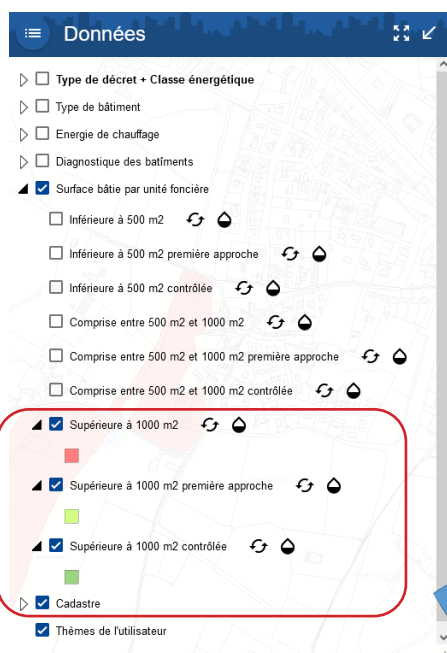 Données
Type de décret + Classe énergétique
Type de bâtiment
Energie de chauffage
Diagnostique des batîments
Surface bâtie par unité foncière
Inférieure à 500 m2
Inférieure à 500 m2 première approche
Inférieure à 500 m2 contrôlée
Comprise entre 500 m2 et 1000 m2
Comprise entre 500 m2 et 1000 m2 première approche
Comprise entre 500 m2 et 1000 m2 contrôlée
Supérieure à 1000 m2
Supérieure à 1000 m2 première approche
Supérieure à 1000 m2 contrôlée
Cadastre
Thèmes de l'utilisateur